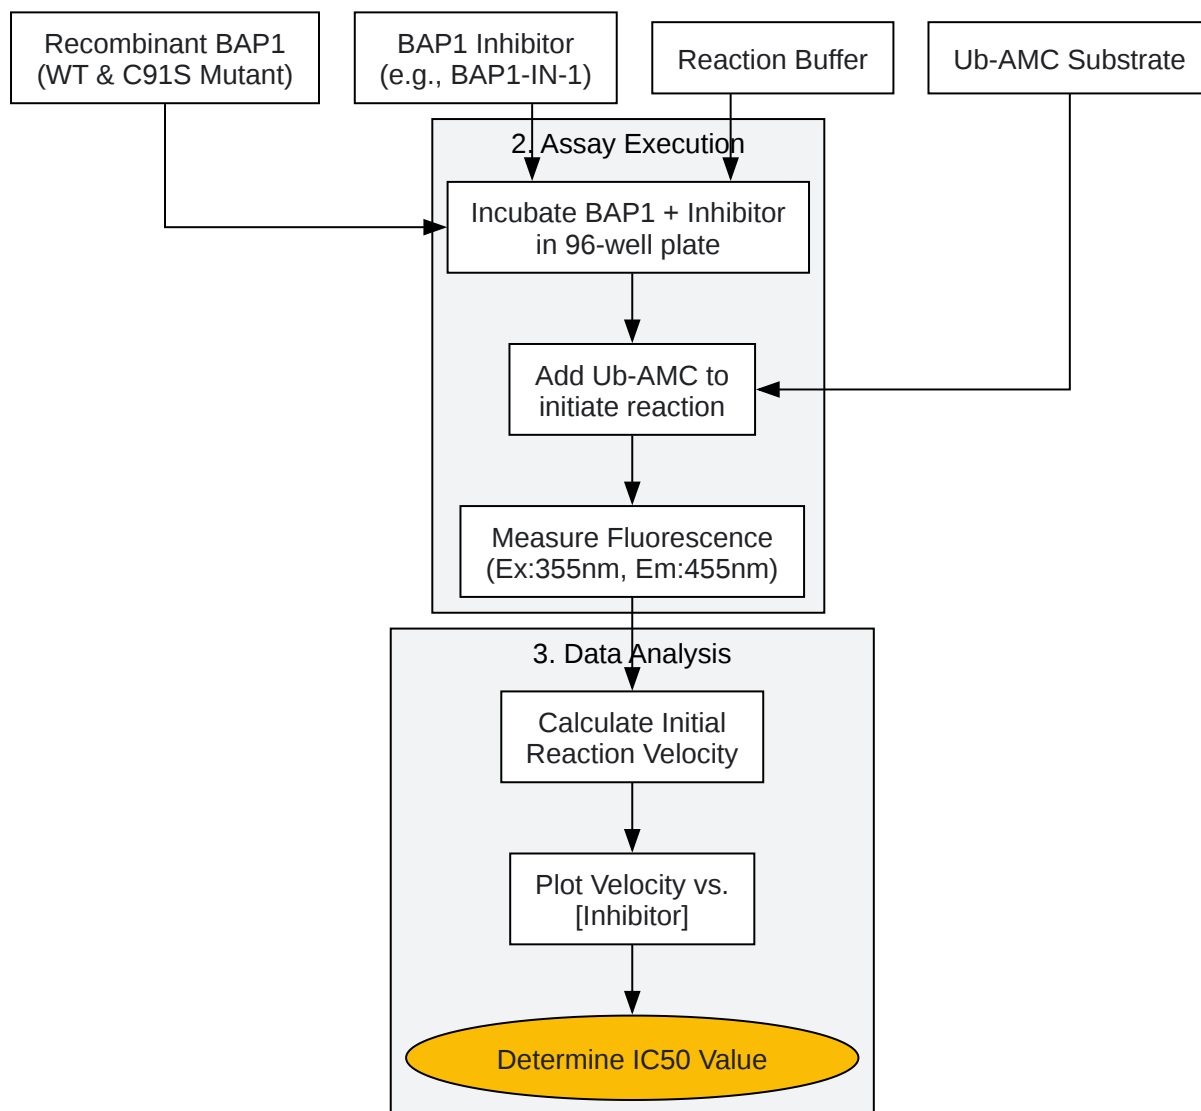 Recombinant BAP1
(WT & C91S Mutant)
BAP1 Inhibitor
(e.g., BAP1-IN-1)
Reaction Buffer
Ub-AMC Substrate
2. Assay Execution
Incubate BAP1 + Inhibitor
in 96-well plate
Add Ub-AMC to
initiate reaction
Measure Fluorescence
(Ex:355nm, Em:455nm)
3. Data Analysis
Calculate Initial
Reaction Velocity
Plot Velocity vs.
[Inhibitor]
Determine IC50 Value